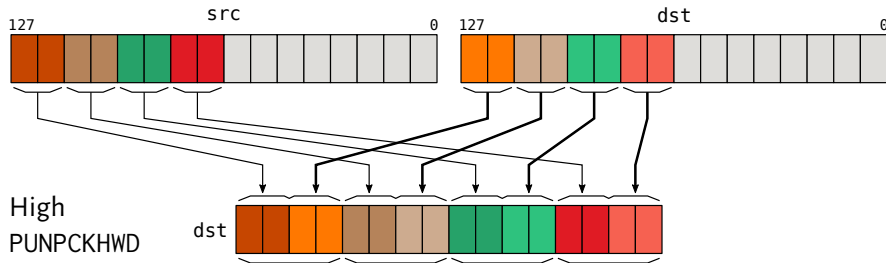 src
127 0
dst
127 0
High
PUNPCKHWD
dst